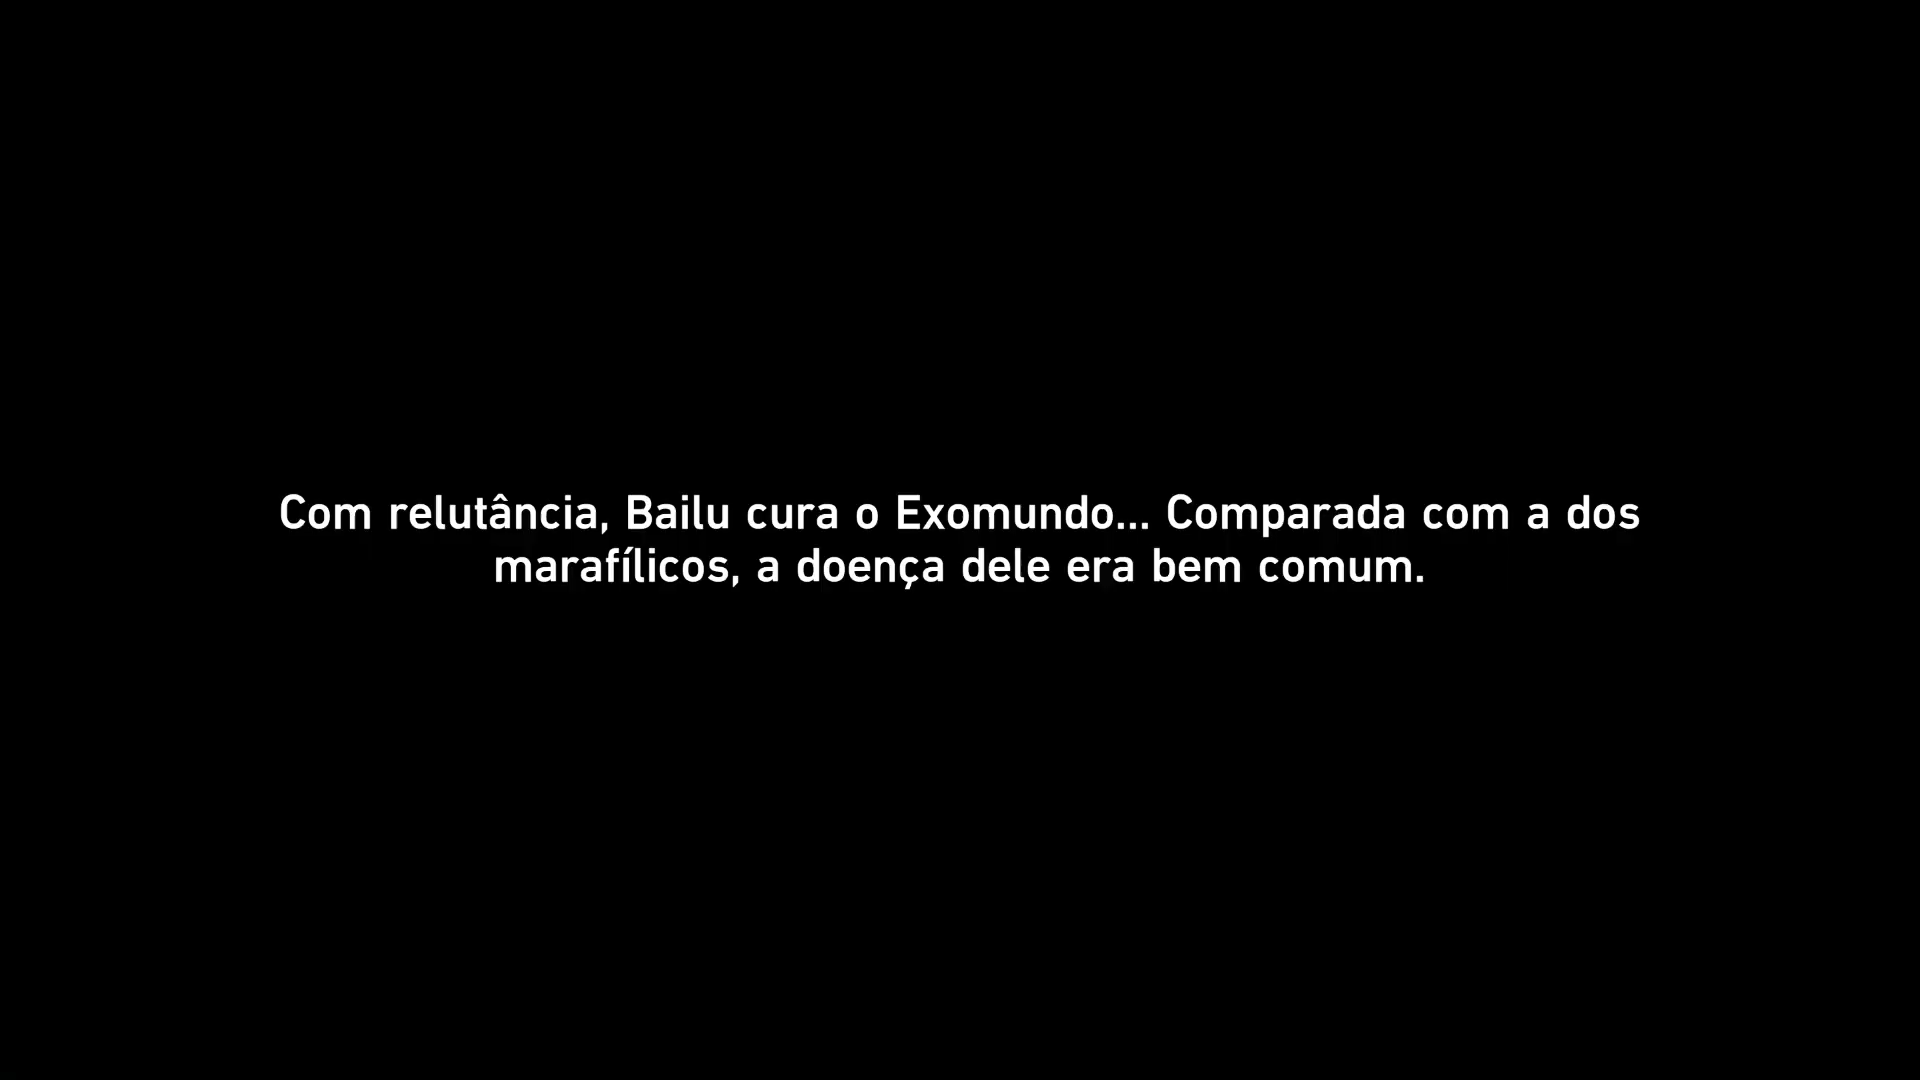 Com relutância, Bailu cura o Exomundo... Comparada com a dos
marafílicos, a doença dele era bem comum.